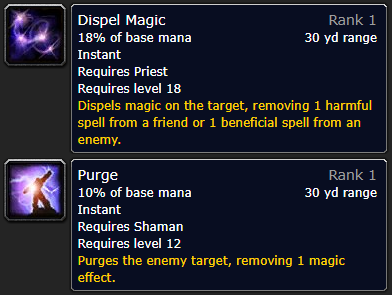 Dispel Magic Rank 1
18% of base mana 30 yd range
Instant
Requires Priest
Requires level 18
Dispels magic on the target, removing 1 harmful
spell from a friend or 1 beneficial spell from an
enemy.
Purge Rank 1
10% of base mana 30 yd range
Instant
Requires Shaman
Requires level 12
Purges the enemy target, removing 1 magic
effect.